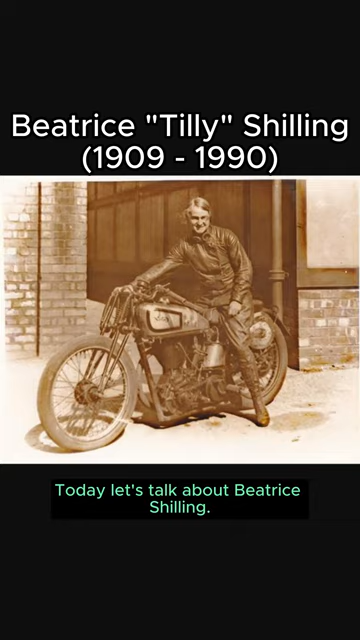 Beatrice "Tilly" Shilling
(1909 - 1990)
Today let's talk about Beatrice
Shilling.